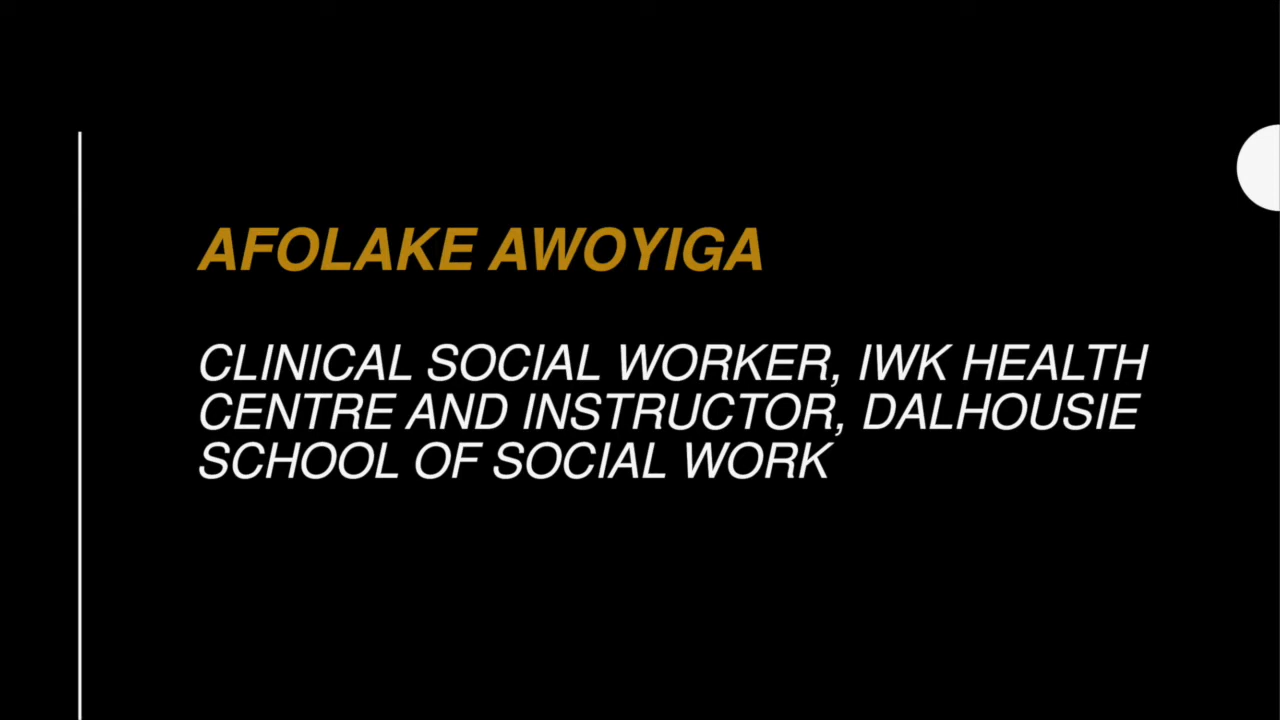 AFOLAKE AWOYIGA
CLINICAL SOCIAL WORKER, IWK HEALTH
CENTRE AND INSTRUCTOR, DALHOUSIE
SCHOOL OF SOCIAL WORK